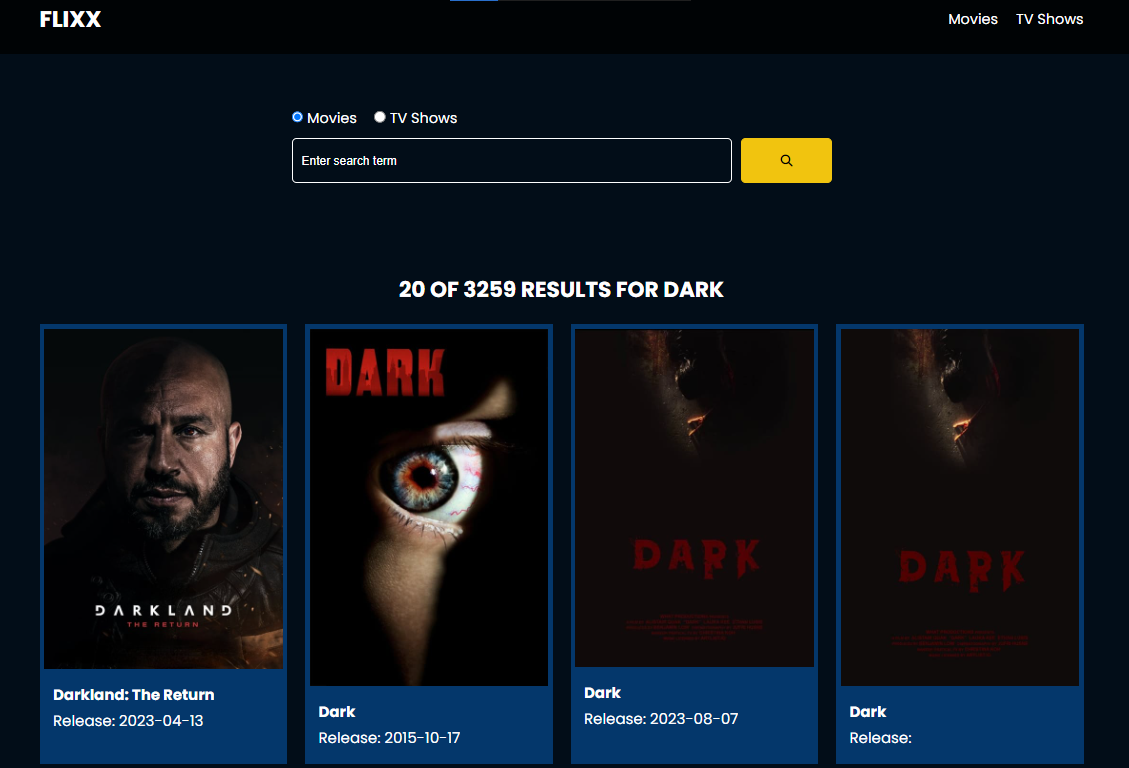 FLIXX
Movies TV Shows
Movies TV Shows
Enter search term
20 OF 3259 RESULTS FOR DARK
DARKLAND
THE RETURN
Darkland: The Return
Release: 2023-04-13
DARK
Dark
Release: 2015-10-17
DARK
Dark
Release: 2023-08-07
DARK
Dark
Release: